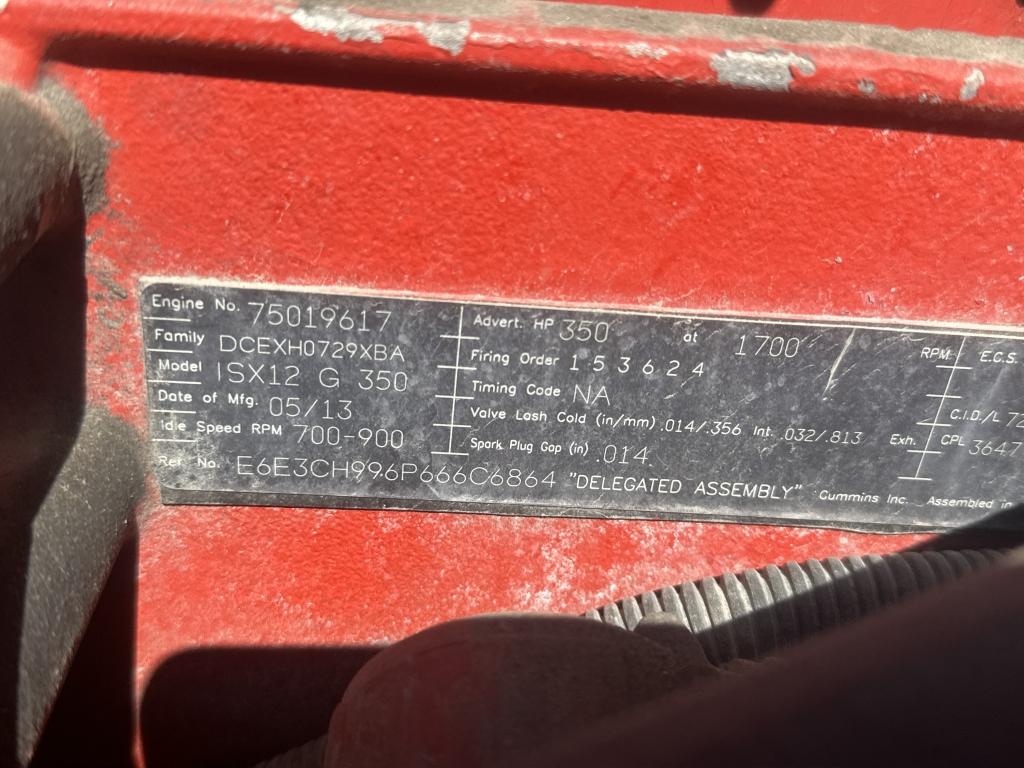 Engine No. 75019617
Family DCEXH0729XBA
Model ISX12 G 350
Date of Mfg. 05/13
Idle Speed RPM 700-900
Ref No. E6E3CH996P666C6864 "DELEGATED ASSEMBLY" Cummins Inc. Assembled in
Advert. HP 350 at 1700 RPM
Firing Order 1 5 3 6 2 4
Timing Code NA
Valve Lash Cold (in/mm) .014/.356 Int. .032/.813 Exh.
Spark Plug Gap (in) .014
E.C.S.
C.I.D./L 72
CPL 3647